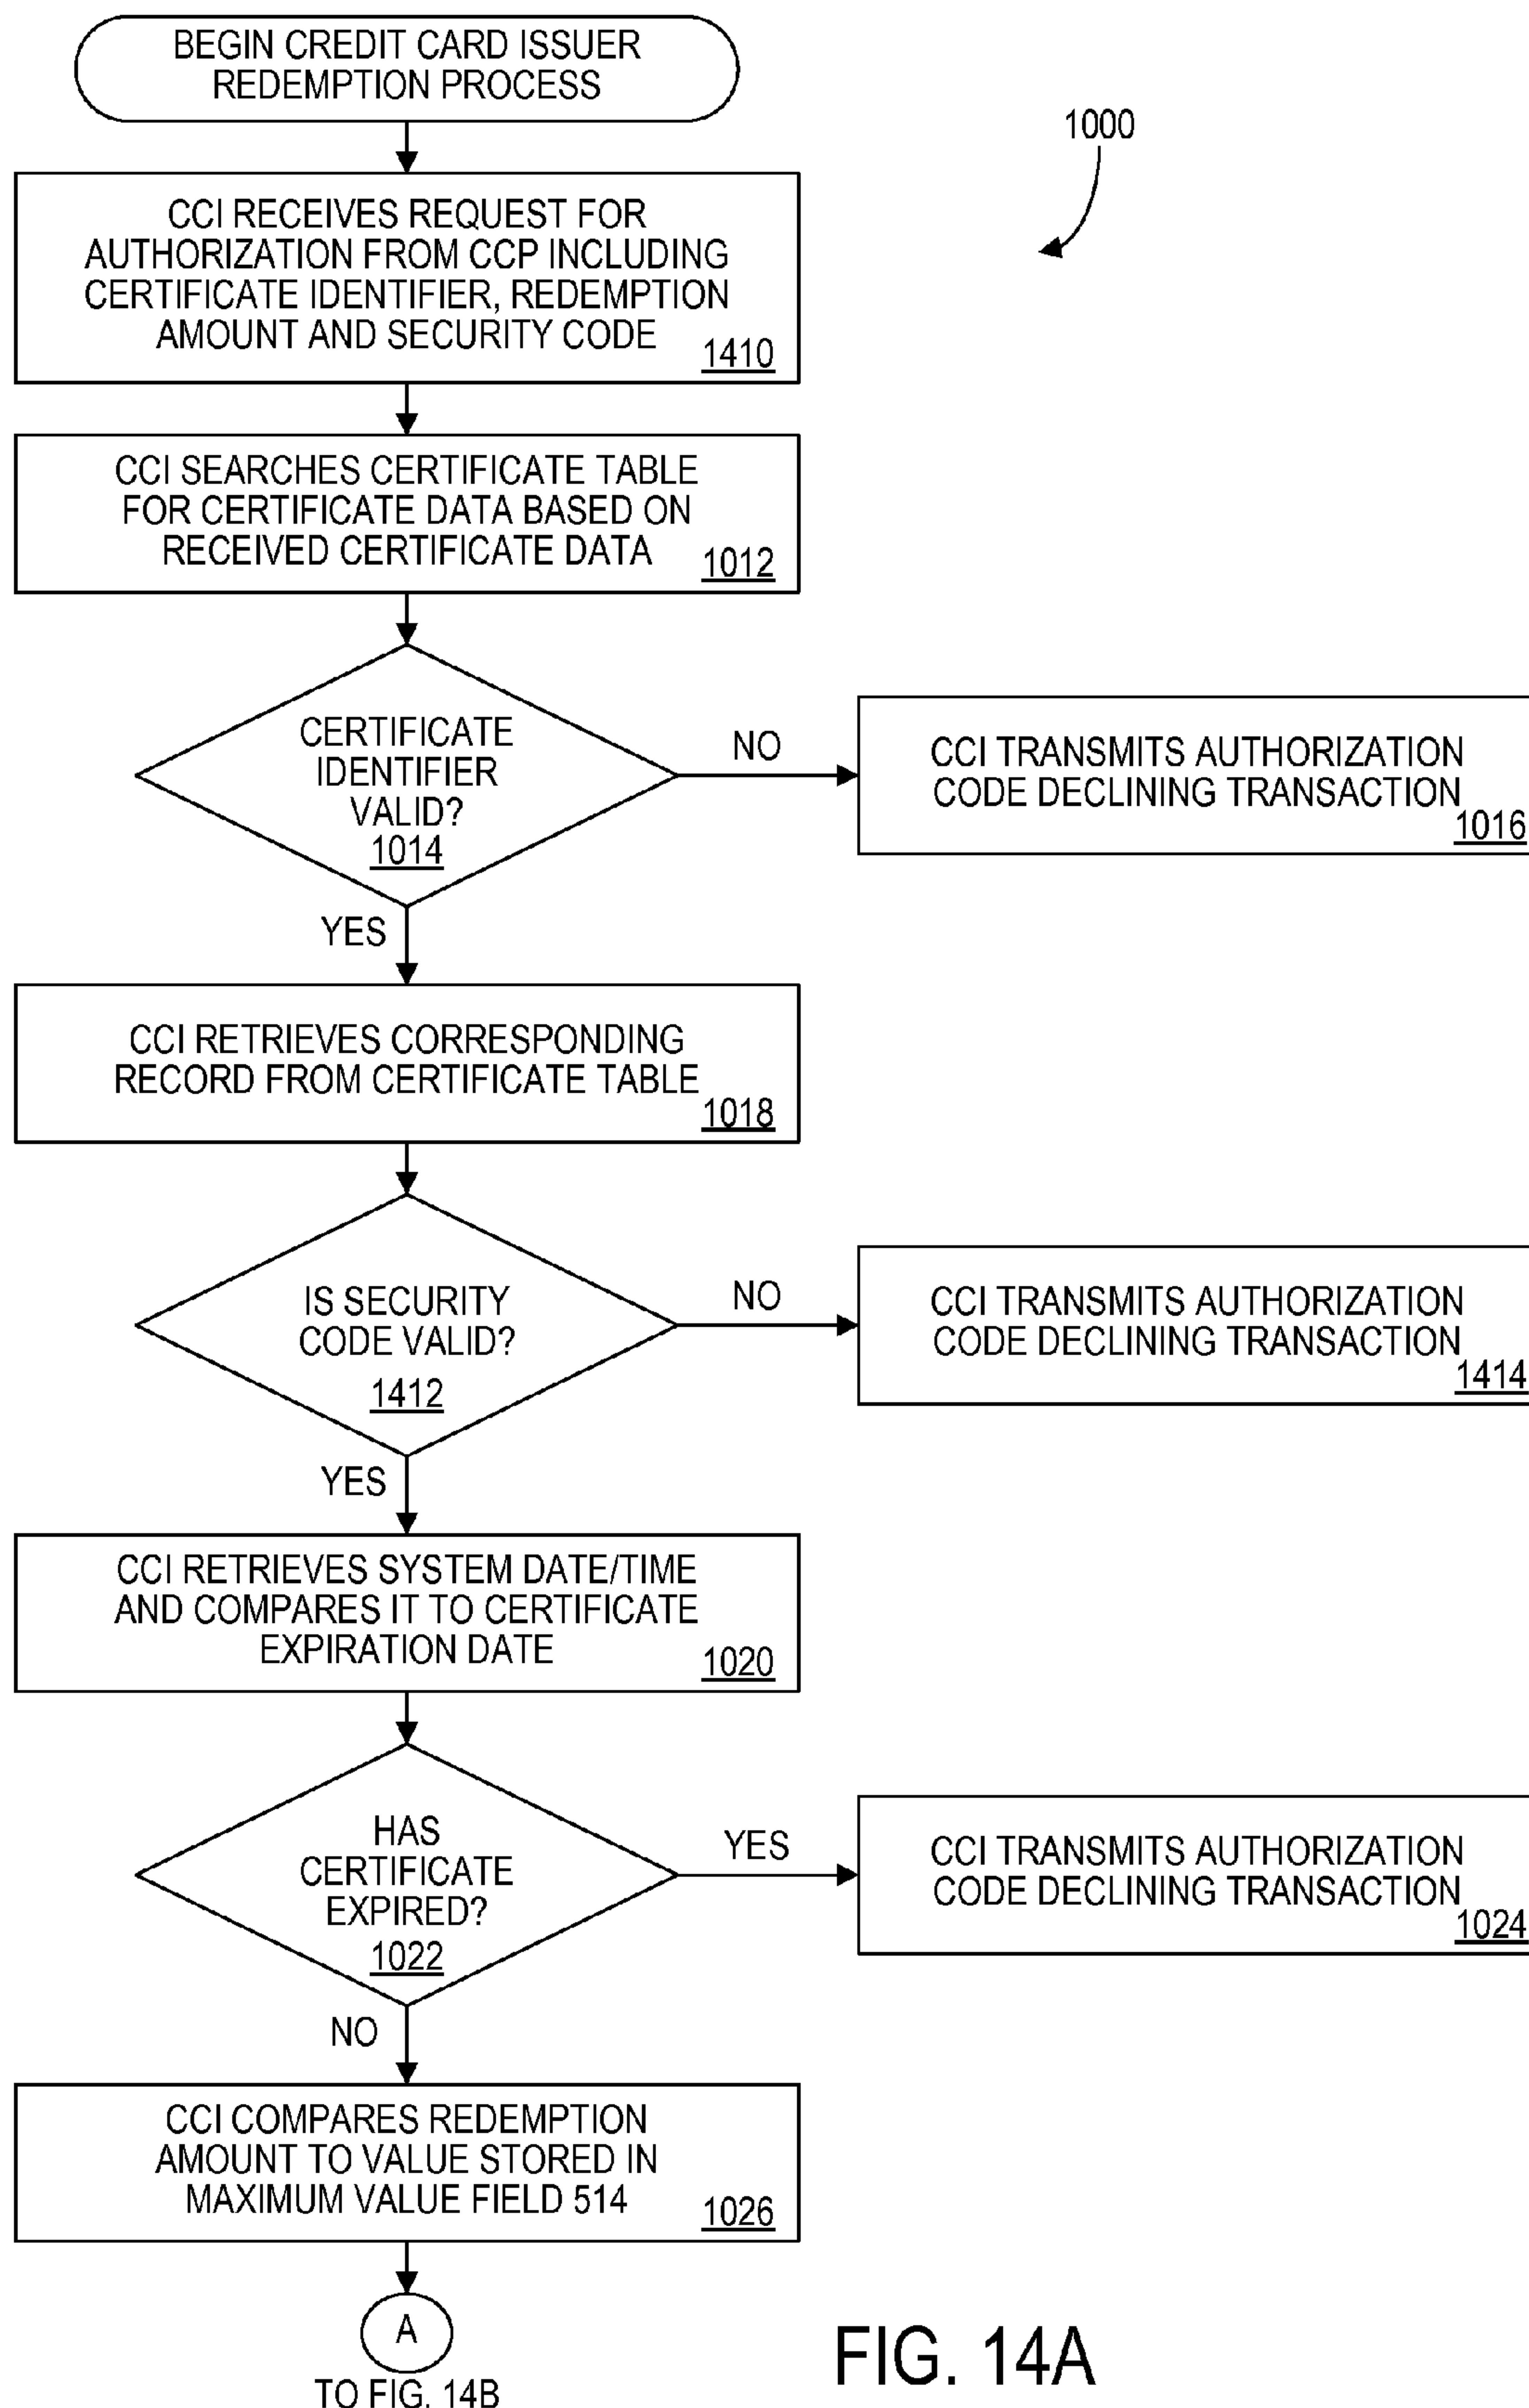 BEGIN CREDIT CARD ISSUER
REDEMPTION PROCESS
1000
CCI RECEIVES REQUEST FOR
AUTHORIZATION FROM CCP INCLUDING
CERTIFICATE IDENTIFIER, REDEMPTION
AMOUNT AND SECURITY CODE
1410
CCI SEARCHES CERTIFICATE TABLE
FOR CERTIFICATE DATA BASED ON
RECEIVED CERTIFICATE DATA
1012
CERTIFICATE
IDENTIFIER
VALID?
1014
NO
CCI TRANSMITS AUTHORIZATION
CODE DECLINING TRANSACTION
1016
YES
CCI RETRIEVES CORRESPONDING
RECORD FROM CERTIFICATE TABLE
1018
IS SECURITY
CODE VALID?
1412
NO
CCI TRANSMITS AUTHORIZATION
CODE DECLINING TRANSACTION
1414
YES
CCI RETRIEVES SYSTEM DATE/TIME
AND COMPARES IT TO CERTIFICATE
EXPIRATION DATE
1020
HAS
CERTIFICATE
EXPIRED?
1022
YES
CCI TRANSMITS AUTHORIZATION
CODE DECLINING TRANSACTION
1024
NO
CCI COMPARES REDEMPTION
AMOUNT TO VALUE STORED IN
MAXIMUM VALUE FIELD 514
1026
A
TO FIG. 14B
FIG. 14A